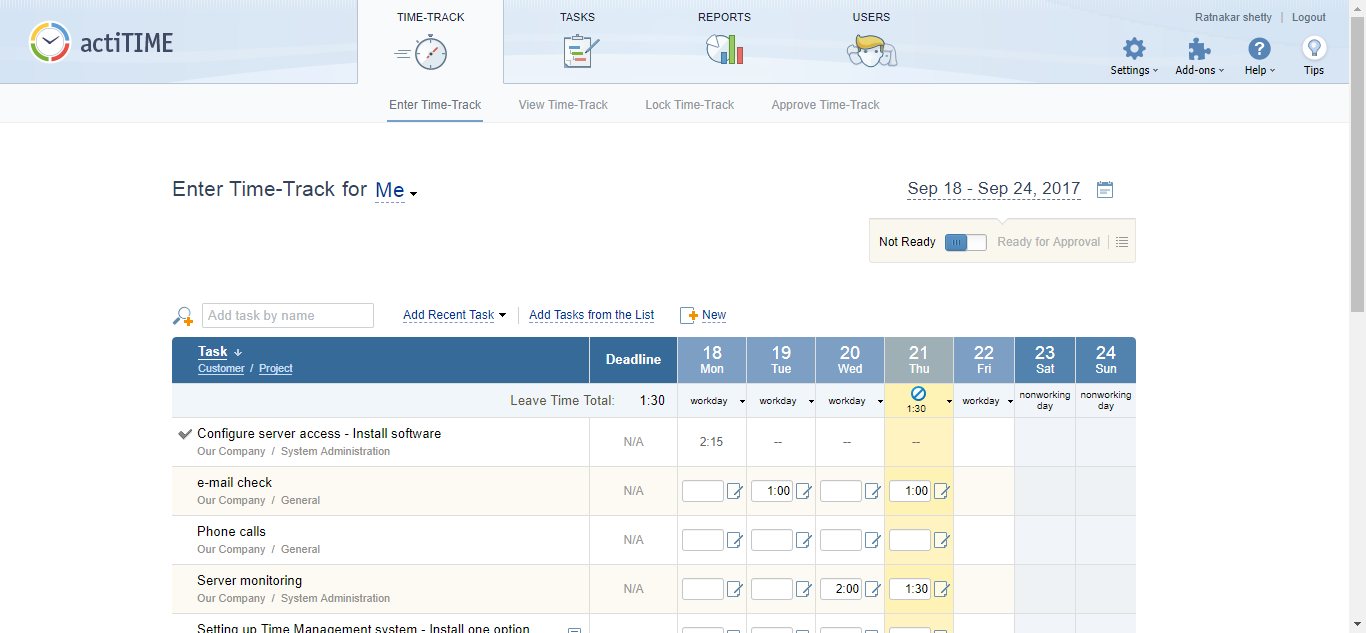 actiTIME
TIME-TRACK TASKS REPORTS USERS
Ratnakar shetty | Logout
Settings Add-ons Help Tips
Enter Time-Track View Time-Track Lock Time-Track Approve Time-Track
Enter Time-Track for Me
Sep 18 - Sep 24, 2017
Not Ready Ready for Approval
Add task by name Add Recent Task Add Tasks from the List New
Task ↓
Customer / Project
Deadline
18 19 20 21 22 23 24
Mon Tue Wed Thu Fri Sat Sun
Leave Time Total: 1:30 workday workday workday 1:30 workday nonworking day nonworking day
Configure server access - Install software
Our Company / System Administration
N/A 2:15 -- -- --
e-mail check
Our Company / General
N/A 1:00 1:00
Phone calls
Our Company / General
N/A
Server monitoring
Our Company / System Administration
N/A 2:00 1:30
Setting up Time Management system - Install one option